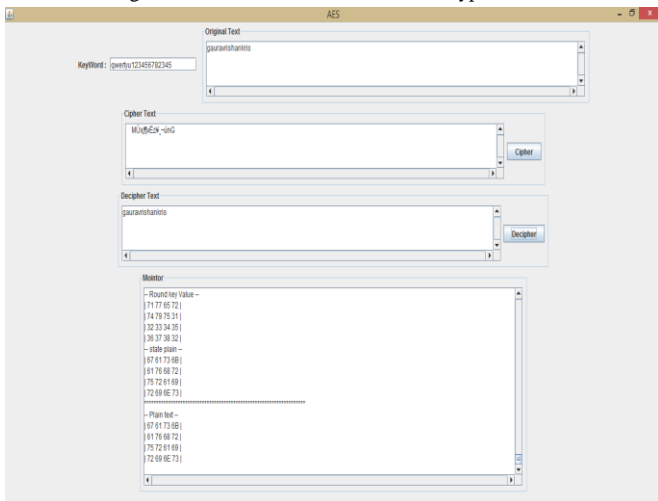 AES
Original Text
gauravrishankris
KeyWord : qwertyu123456782345
Cipher Text
Cipher
Decipher Text
gauravrishankris
Decipher
Mointor
-- Round key Value --
| 71 77 65 72 |
| 74 79 75 31 |
| 32 33 34 35 |
| 36 37 38 32 |
-- state plain --
| 67 61 73 6B |
| 61 76 68 72 |
| 75 72 61 69 |
| 72 69 6E 73 |
-- Plain text --
| 67 61 73 6B |
| 61 76 68 72 |
| 75 72 61 69 |
| 72 69 6E 73 |